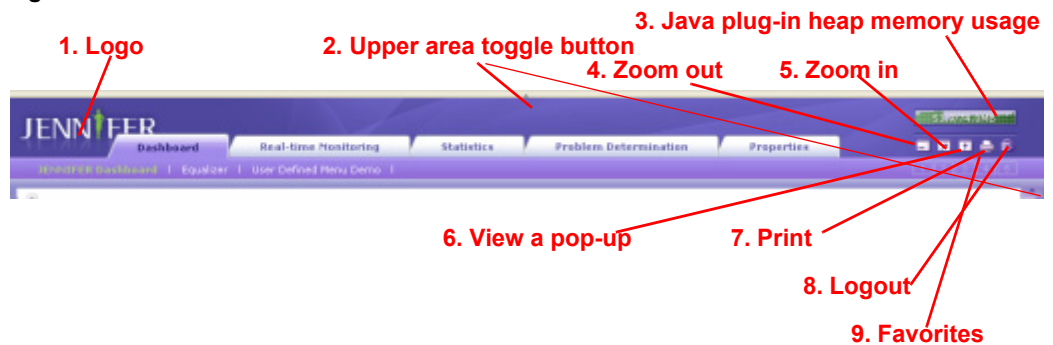 3. Java plug-in heap memory usage
1. Logo
2. Upper area toggle button
4. Zoom out
5. Zoom in
JENNIFER
Dashboard
Real-time Monitoring
Statistics
Problem Determination
Properties
JENNIFER Dashboard | Equalizer | User Defined Menu Demo |
6. View a pop-up
7. Print
8. Logout
9. Favorites